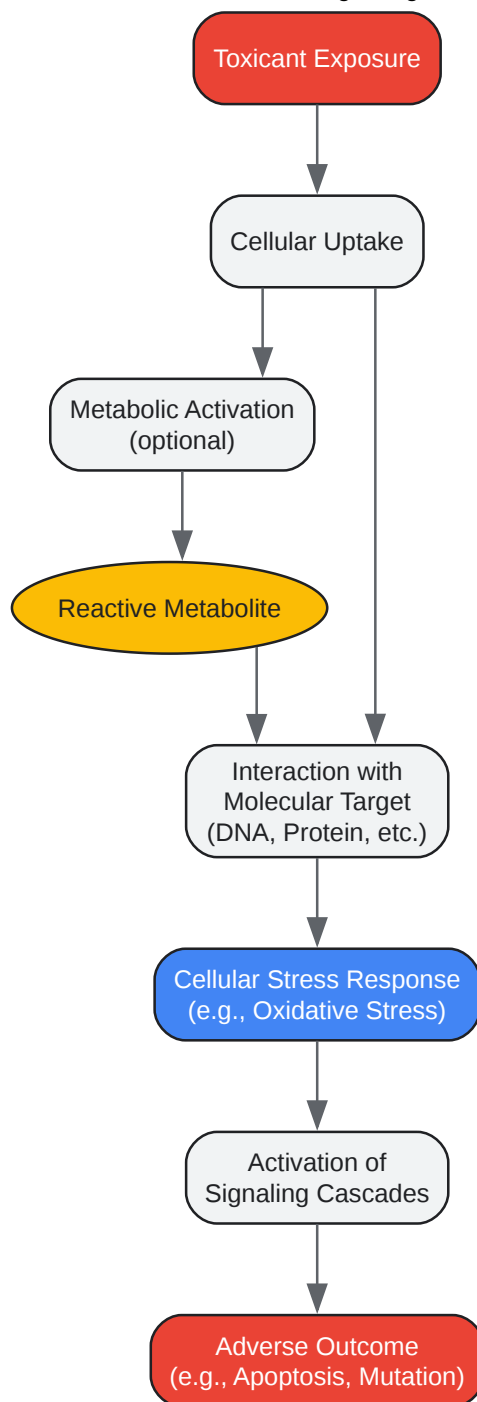 Toxicant Exposure
Cellular Uptake
Metabolic Activation
(optional)
Reactive Metabolite
Interaction with
Molecular Target
(DNA, Protein, etc.)
Cellular Stress Response
(e.g., Oxidative Stress)
Activation of
Signaling Cascades
Adverse Outcome
(e.g., Apoptosis, Mutation)